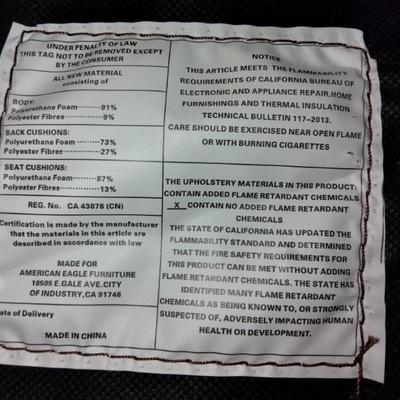 UNDER PENALTY OF LAW
THIS TAG NOT TO BE REMOVED EXCEPT
BY THE CONSUMER
ALL NEW MATERIAL
consisting of
BODY:
Polyurethane Foam··········91%
Polyester Fibres··········9%
BACK CUSHIONS:
Polyurethane Foam··········73%
Polyester Fibres··········27%
SEAT CUSHIONS:
Polyurethane Foam··········87%
Polyester Fibres··········13%
REG. No. CA 43878 (CN)
Certification is made by the manufacturer
that the materials in this article are
described in accordance with law
MADE FOR
AMERICAN EAGLE FURNITURE
18505 E.GALE AVE.CITY
OF INDUSTRY,CA 91748
ate of Delivery
MADE IN CHINA
NOTICE
THIS ARTICLE MEETS THE FLAMMABILITY
REQUIREMENTS OF CALIFORNIA BUREAU OF
ELECTRONIC AND APPLIANCE REPAIR,HOME
FURNISHINGS AND THERMAL INSULATION
TECHNICAL BULLETIN 117-2013.
CARE SHOULD BE EXERCISED NEAR OPEN FLAME
OR WITH BURNING CIGARETTES
THE UPHOLSTERY MATERIALS IN THIS PRODUCT:
CONTAIN ADDED FLAME RETARDANT CHEMICALS
X CONTAIN NO ADDED FLAME RETARDANT
CHEMICALS
THE STATE OF CALIFORNIA HAS UPDATED THE
FLAMMABILITY STANDARD AND DETERMINED
THAT THE FIRE SAFETY REQUIREMENTS FOR
THIS PRODUCT CAN BE MET WITHOUT ADDING
FLAME RETARDANT CHEMICALS. THE STATE HAS
IDENTIFIED MANY FLAME RETARDANT
CHEMICALS AS BEING KNOWN TO, OR STRONGLY
SUSPECTED OF, ADVERSELY IMPACTING HUMAN
HEALTH OR DEVELOPMENT.